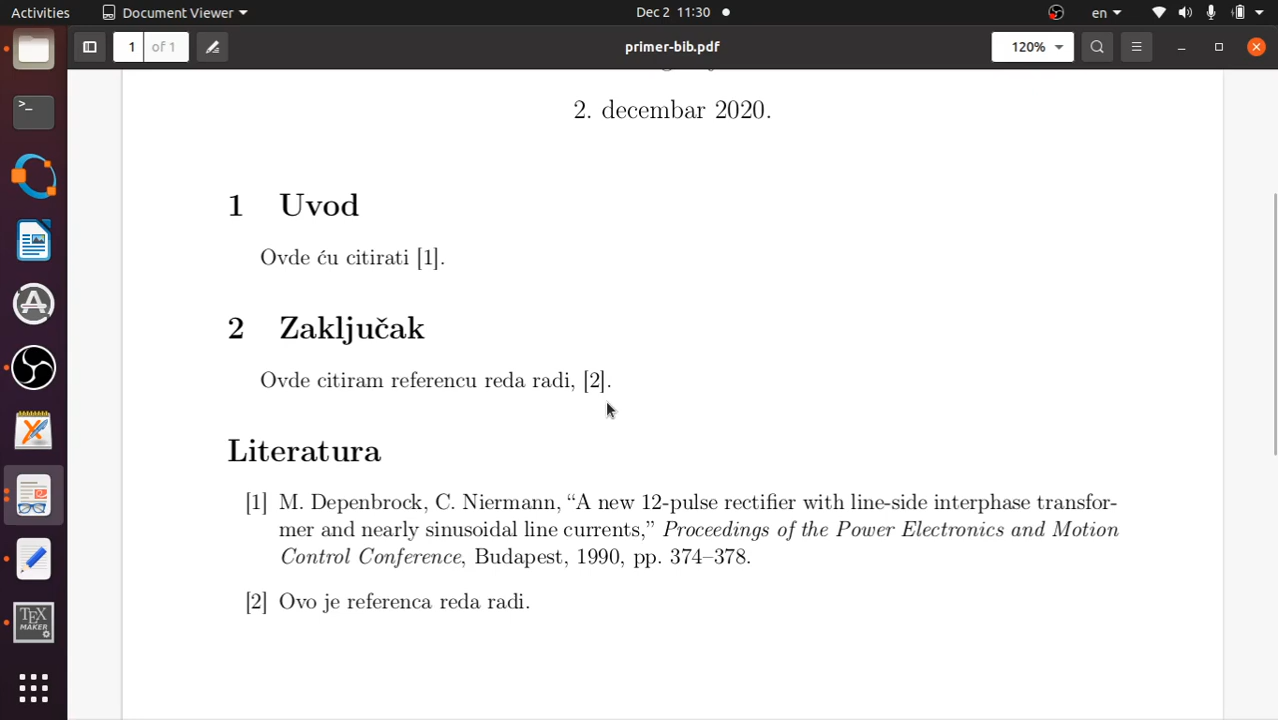 Activities
Document Viewer
Dec 2 11:30
en
1 of 1
primer-bib.pdf
120%
2. decembar 2020.
1 Uvod
Ovde ću citirati [1].
2 Zaključak
Ovde citiram referencu reda radi, [2].
Literatura
[1] M. Depenbrock, C. Niermann, “A new 12-pulse rectifier with line-side interphase transfor-
mer and nearly sinusoidal line currents,” Proceedings of the Power Electronics and Motion
Control Conference, Budapest, 1990, pp. 374–378.
[2] Ovo je referenca reda radi.
TEX
MAKER